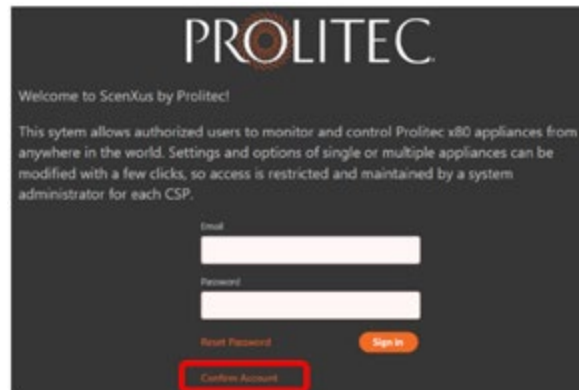 PROLITEC
Welcome to ScenXus by Prolitec!
This sytem allows authorized users to monitor and control Prolitec x80 appliances from
anywhere in the world. Settings and options of single or multiple appliances can be
modified with a few clicks, so access is restricted and maintained by a system
administrator for each CSP.
Email
Password
Reset Password
Sign in
Confirm Account